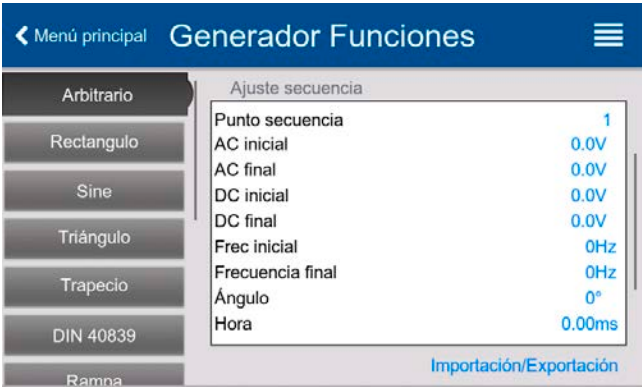 Menú principal Generador Funciones
Arbitrario
Rectangulo
Sine
Triángulo
Trapecio
DIN 40839
Rampa
Ajuste secuencia
Punto secuencia 1
AC inicial 0.0V
AC final 0.0V
DC inicial 0.0V
DC final 0.0V
Frec inicial 0Hz
Frecuencia final 0Hz
Ángulo 0°
Hora 0.00ms
Importación/Exportación